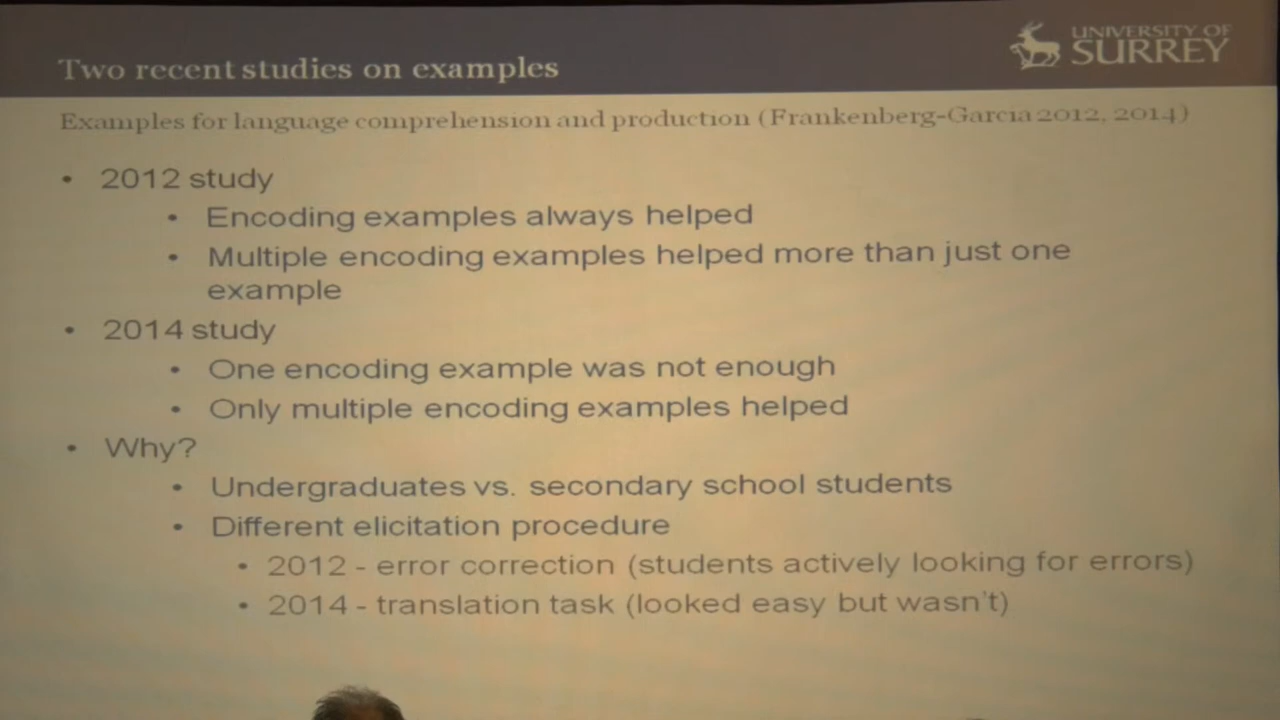 UNIVERSITY OF
SURREY
Two recent studies on examples
Examples for language comprehension and production (Frankenberg-Garcia 2012, 2014)
• 2012 study
• Encoding examples always helped
• Multiple encoding examples helped more than just one
example
• 2014 study
• One encoding example was not enough
• Only multiple encoding examples helped
• Why?
• Undergraduates vs. secondary school students
• Different elicitation procedure
• 2012 - error correction (students actively looking for errors)
• 2014 - translation task (looked easy but wasn't)